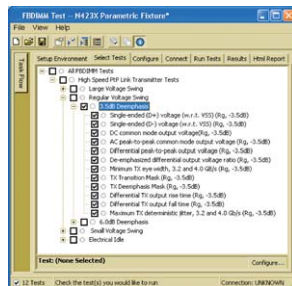 FBDIMM Test -- N423X Parametric Fixture*
File View Help
Task Flow
Setup Environment Select Tests Configure Connect Run Tests Results Html Report
All FBDIMM Tests
High Speed PtP Link Transmitter Tests
Large Voltage Swing
Regular Voltage Swing
3.5dB Deemphasis
Single-ended (D+) voltage (w.r.t. VSS) (Rg, -3.5dB)
Single-ended (D-) voltage (w.r.t. VSS) (Rg, -3.5dB)
DC common mode output voltage(Rg, -3.5dB)
AC peak-to-peak common mode output voltage (Rg, -3.5dB)
Differential peak-to-peak output voltage (Rg, -3.5dB)
De-emphasized differential output voltage ratio (Rg, -3.5dB)
Minimum TX eye width, 3.2 and 4.0 Gb/s (Rg, -3.5dB)
TX Transition Mask (Rg, -3.5dB)
TX Deemphasis Mask (Rg, -3.5dB)
Differential TX output rise time (Rg, -3.5dB)
Differential TX output fall time (Rg, -3.5dB)
Maximum TX deterministic jitter, 3.2 and 4.0 Gb/s (Rg, -3.5dB)
6.0dB Deemphasis
Small Voltage Swing
Electrical Idle
Test: (None Selected)
Configure...
12 Tests Check the test(s) you would like to run Connection: UNKNOWN